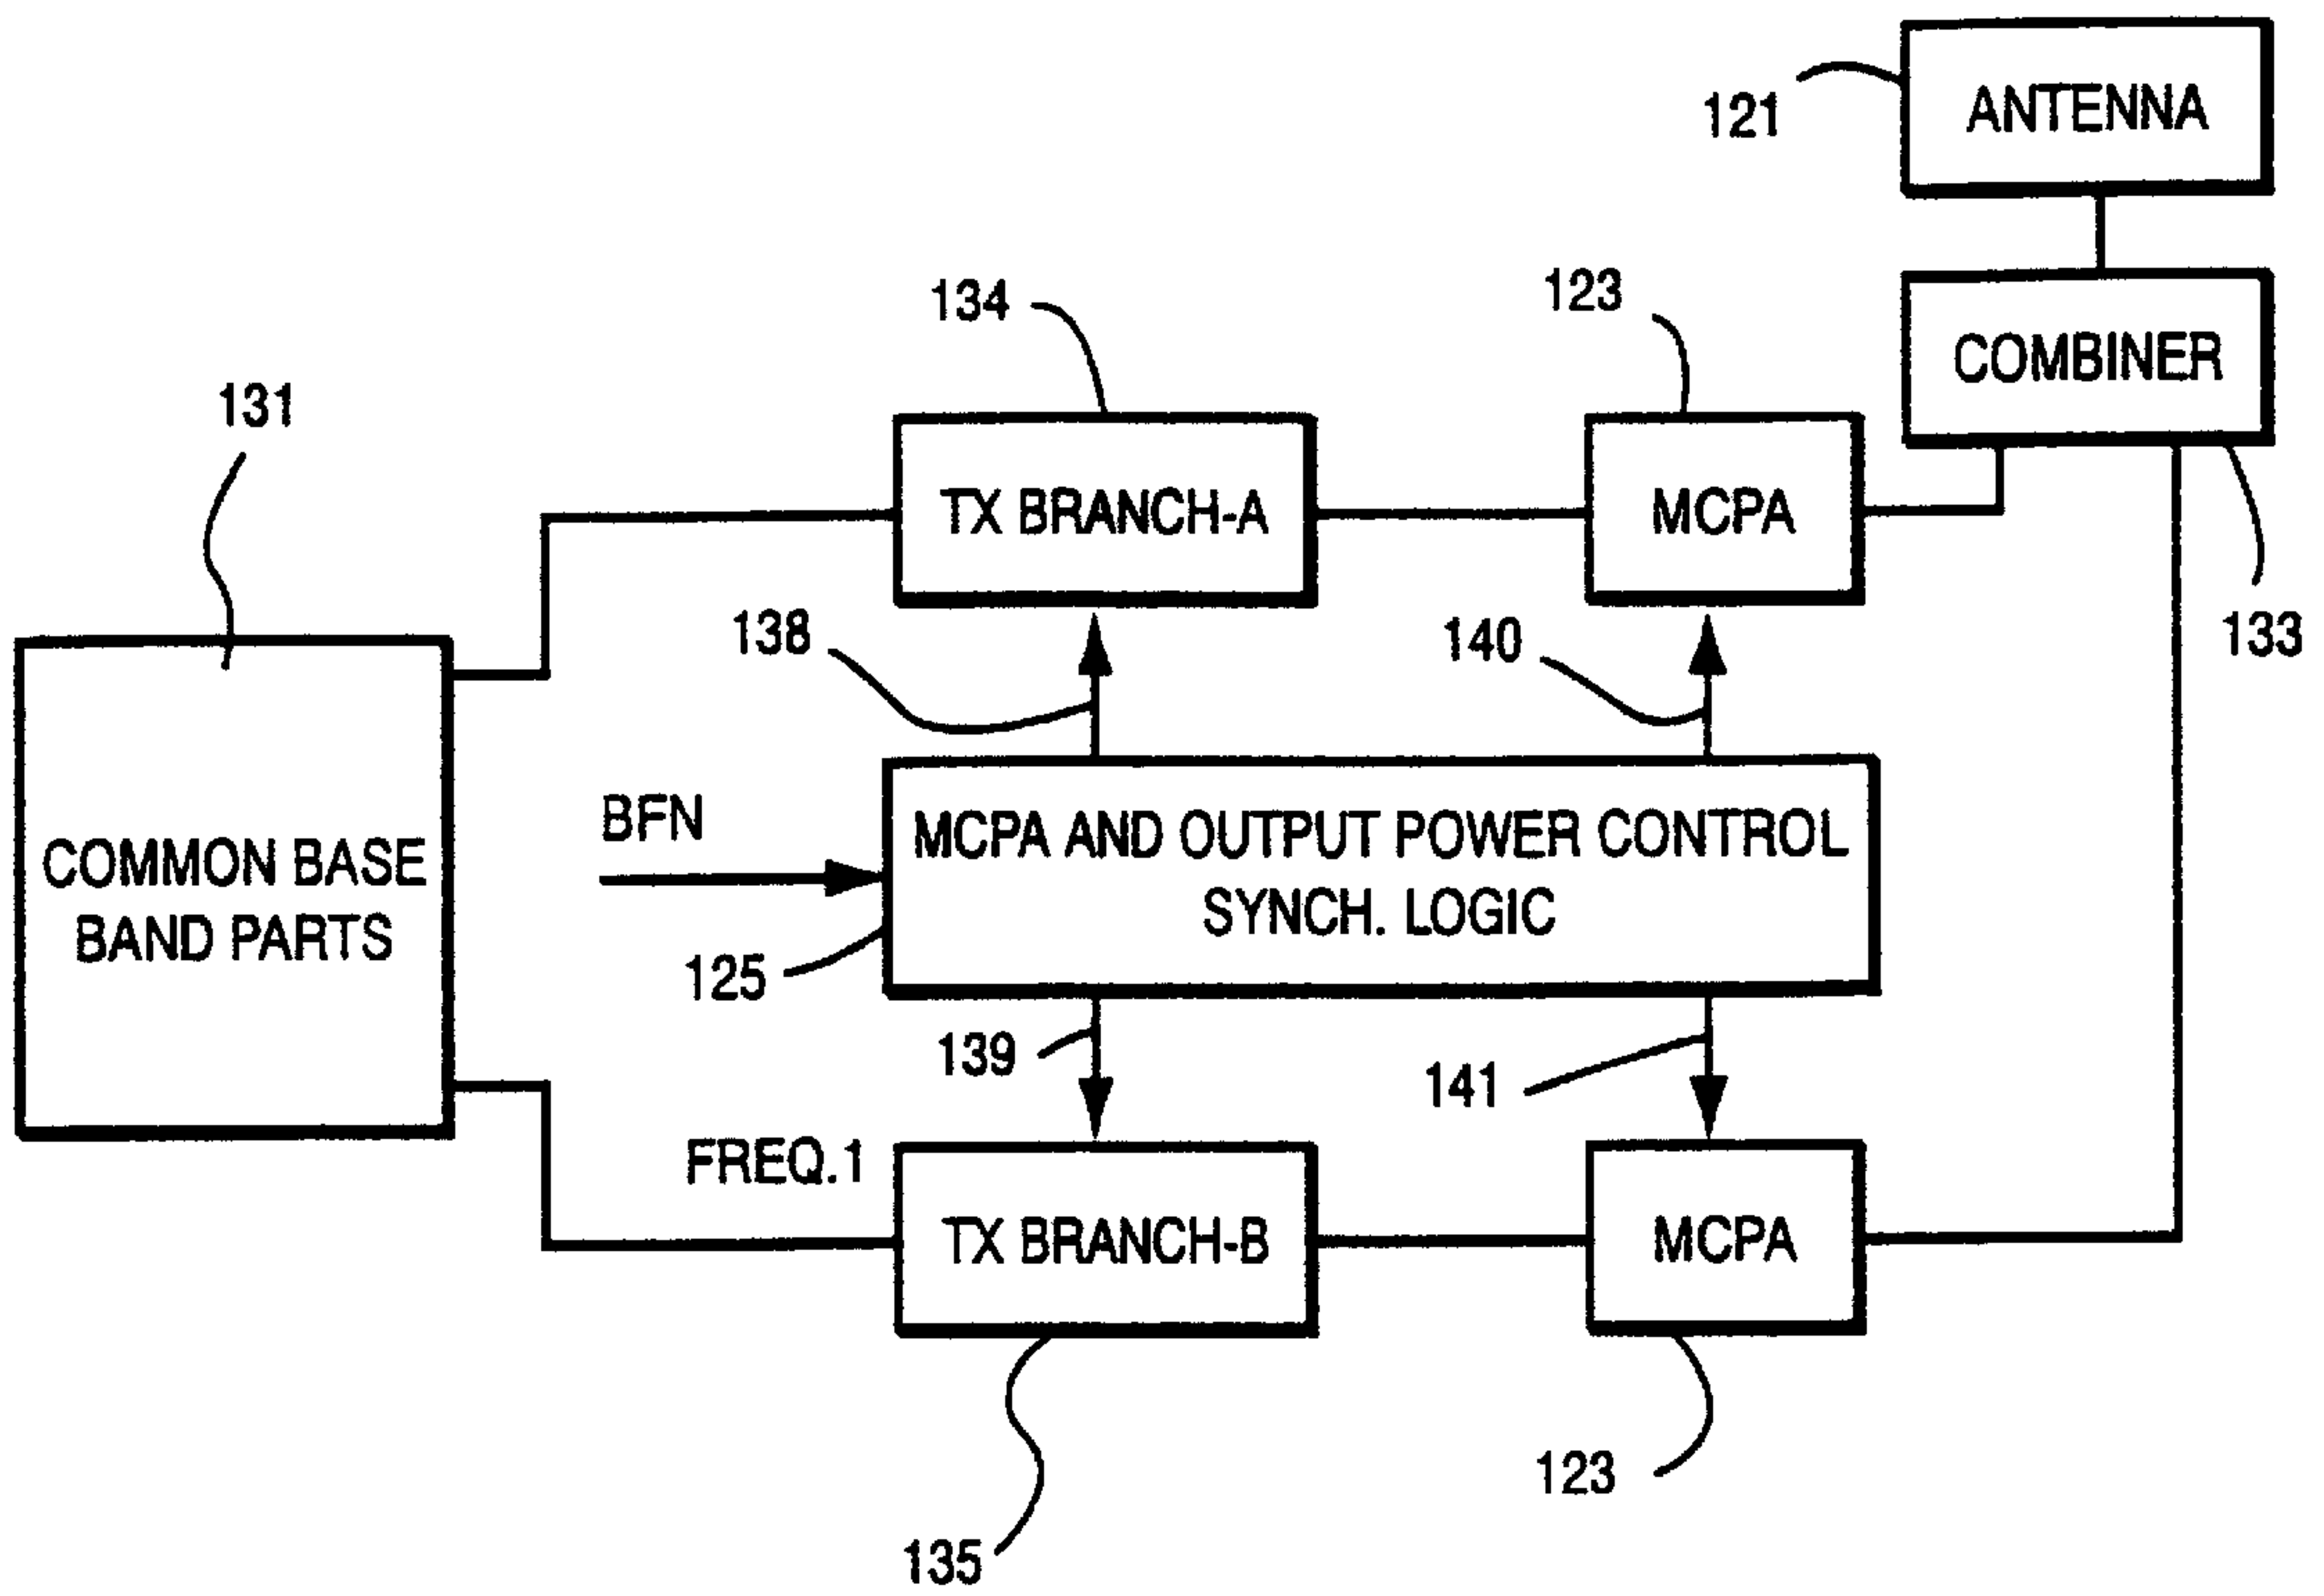 ANTENNA
121
134
123
COMBINER
131
TX BRANCH-A
MCPA
138
140
133
BFN
MCPA AND OUTPUT POWER CONTROL
SYNCH. LOGIC
COMMON BASE
BAND PARTS
125
139
141
FREQ.1
TX BRANCH-B
MCPA
123
135